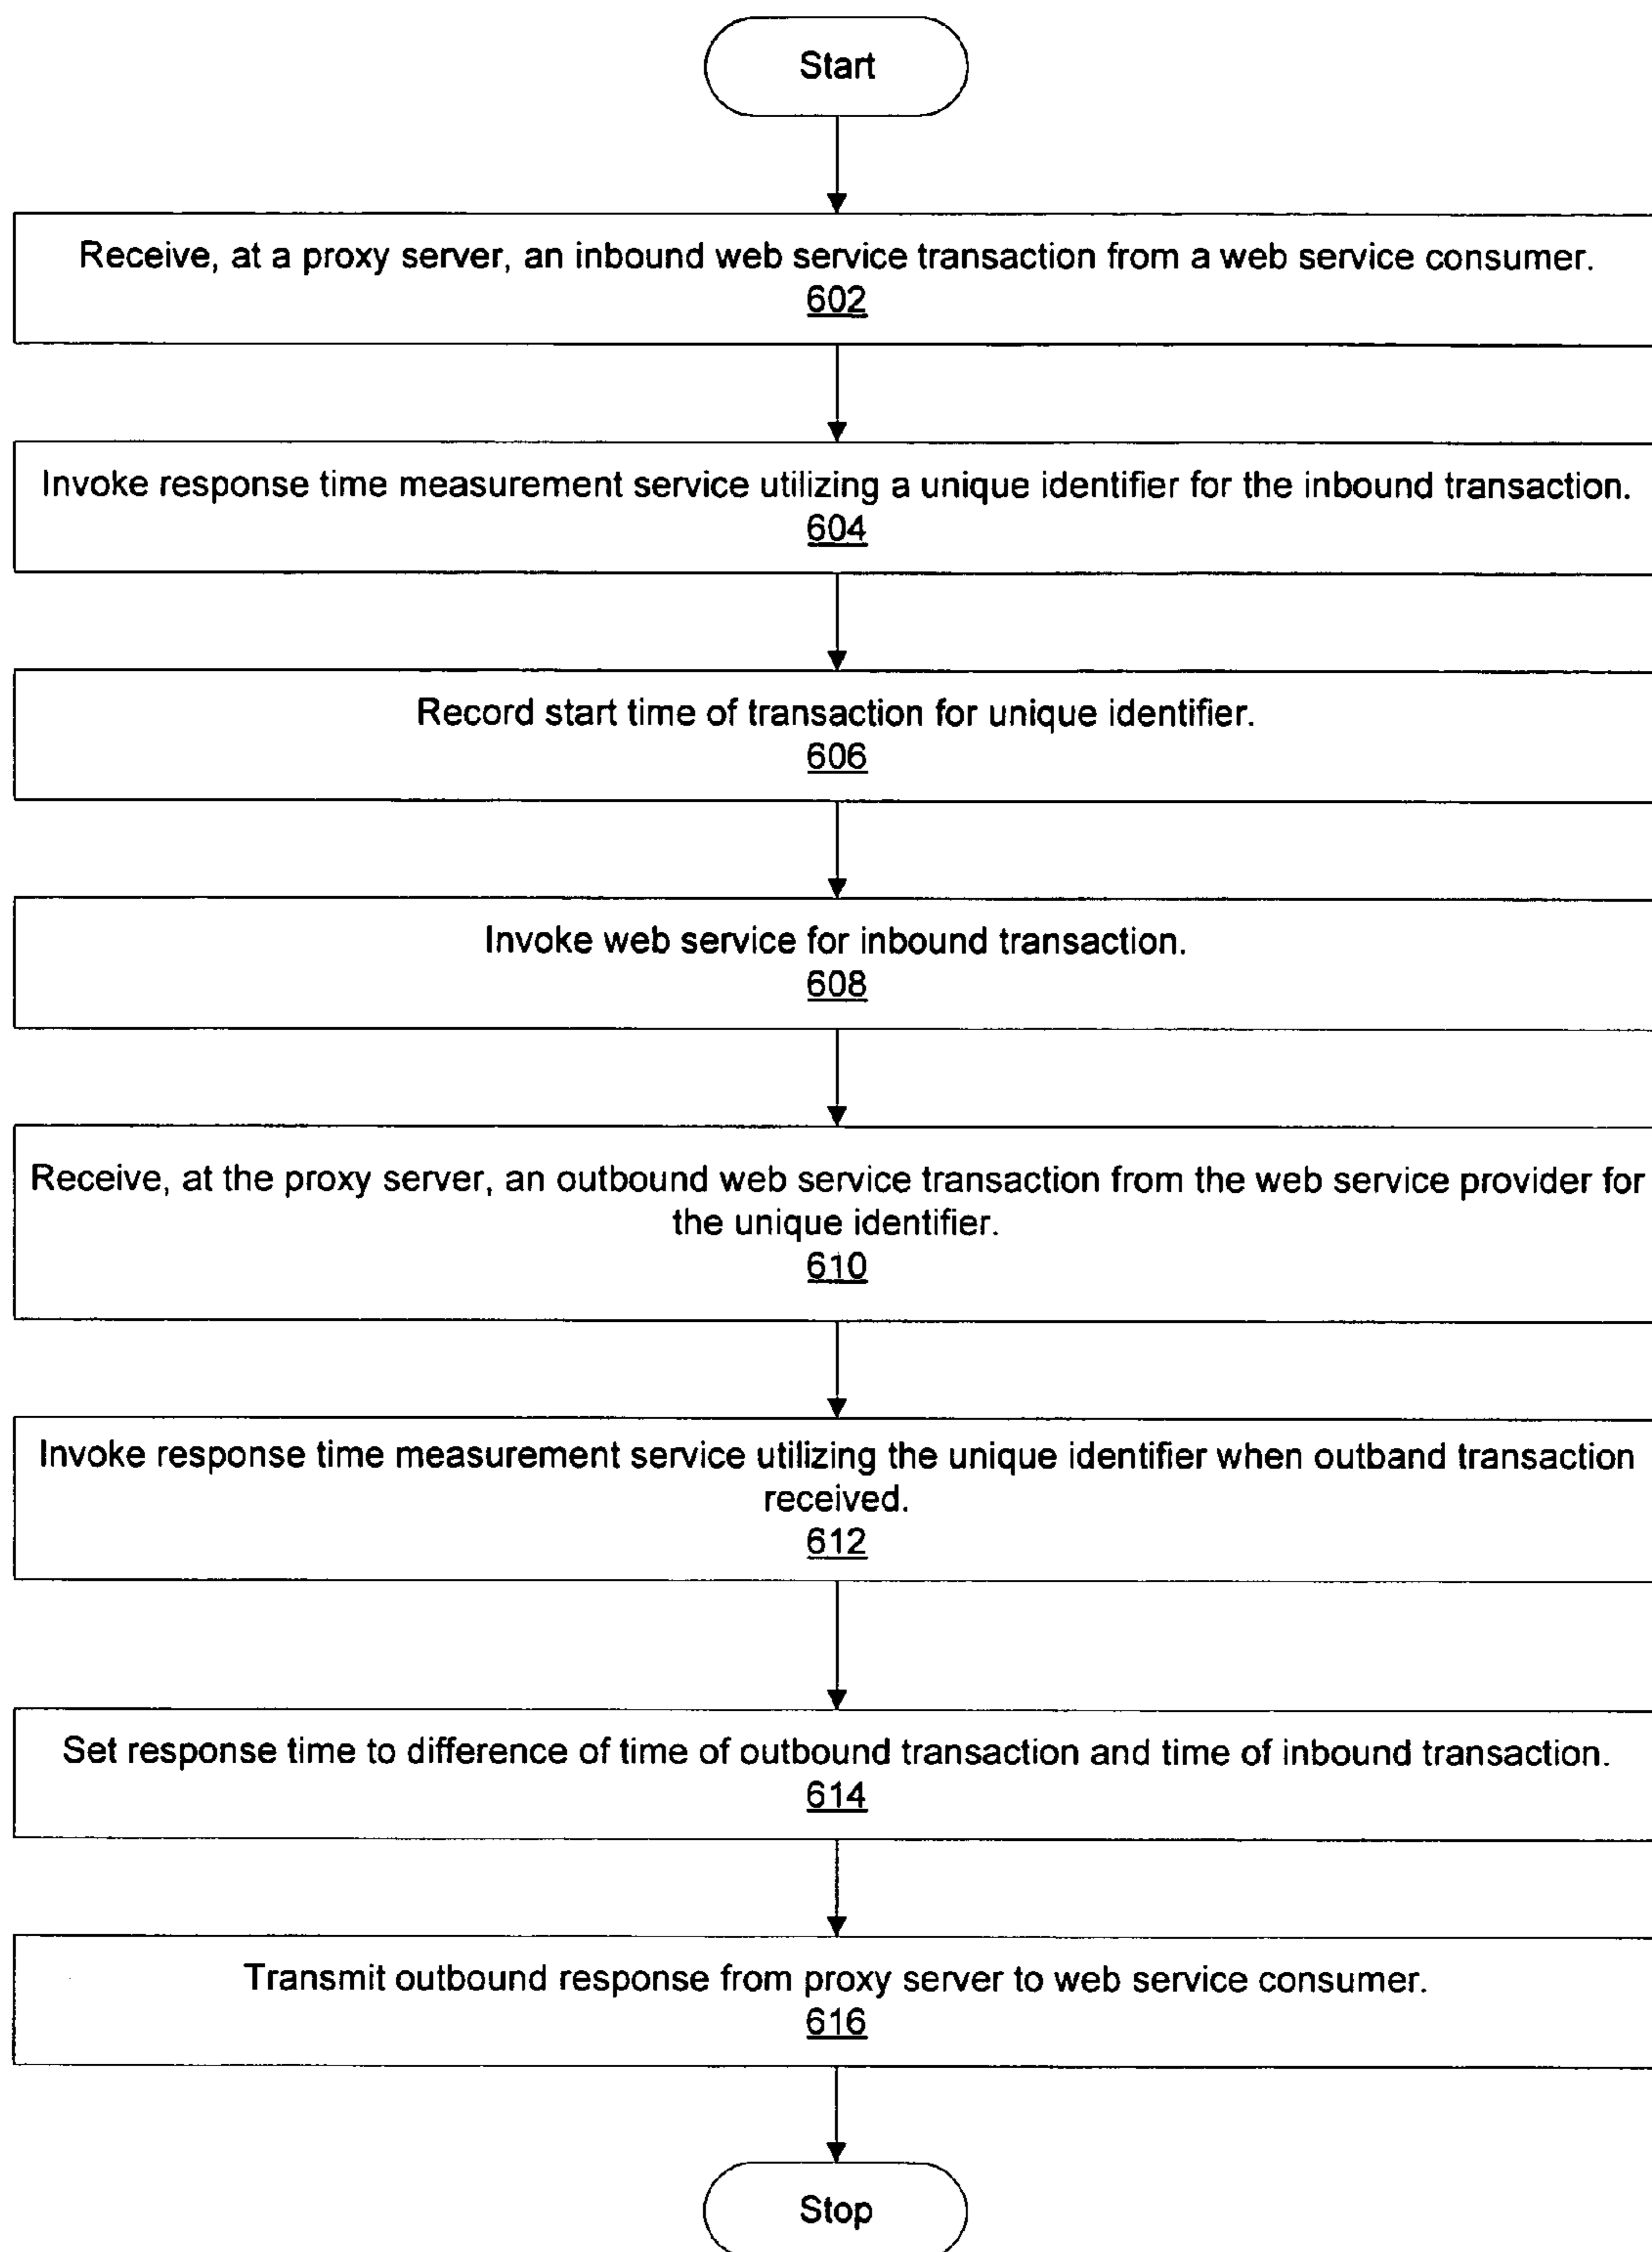 Start
Receive, at a proxy server, an inbound web service transaction from a web service consumer.
602
Invoke response time measurement service utilizing a unique identifier for the inbound transaction.
604
Record start time of transaction for unique identifier.
606
Invoke web service for inbound transaction.
608
Receive, at the proxy server, an outbound web service transaction from the web service provider for
the unique identifier.
610
Invoke response time measurement service utilizing the unique identifier when outband transaction
received.
612
Set response time to difference of time of outbound transaction and time of inbound transaction.
614
Transmit outbound response from proxy server to web service consumer.
616
Stop